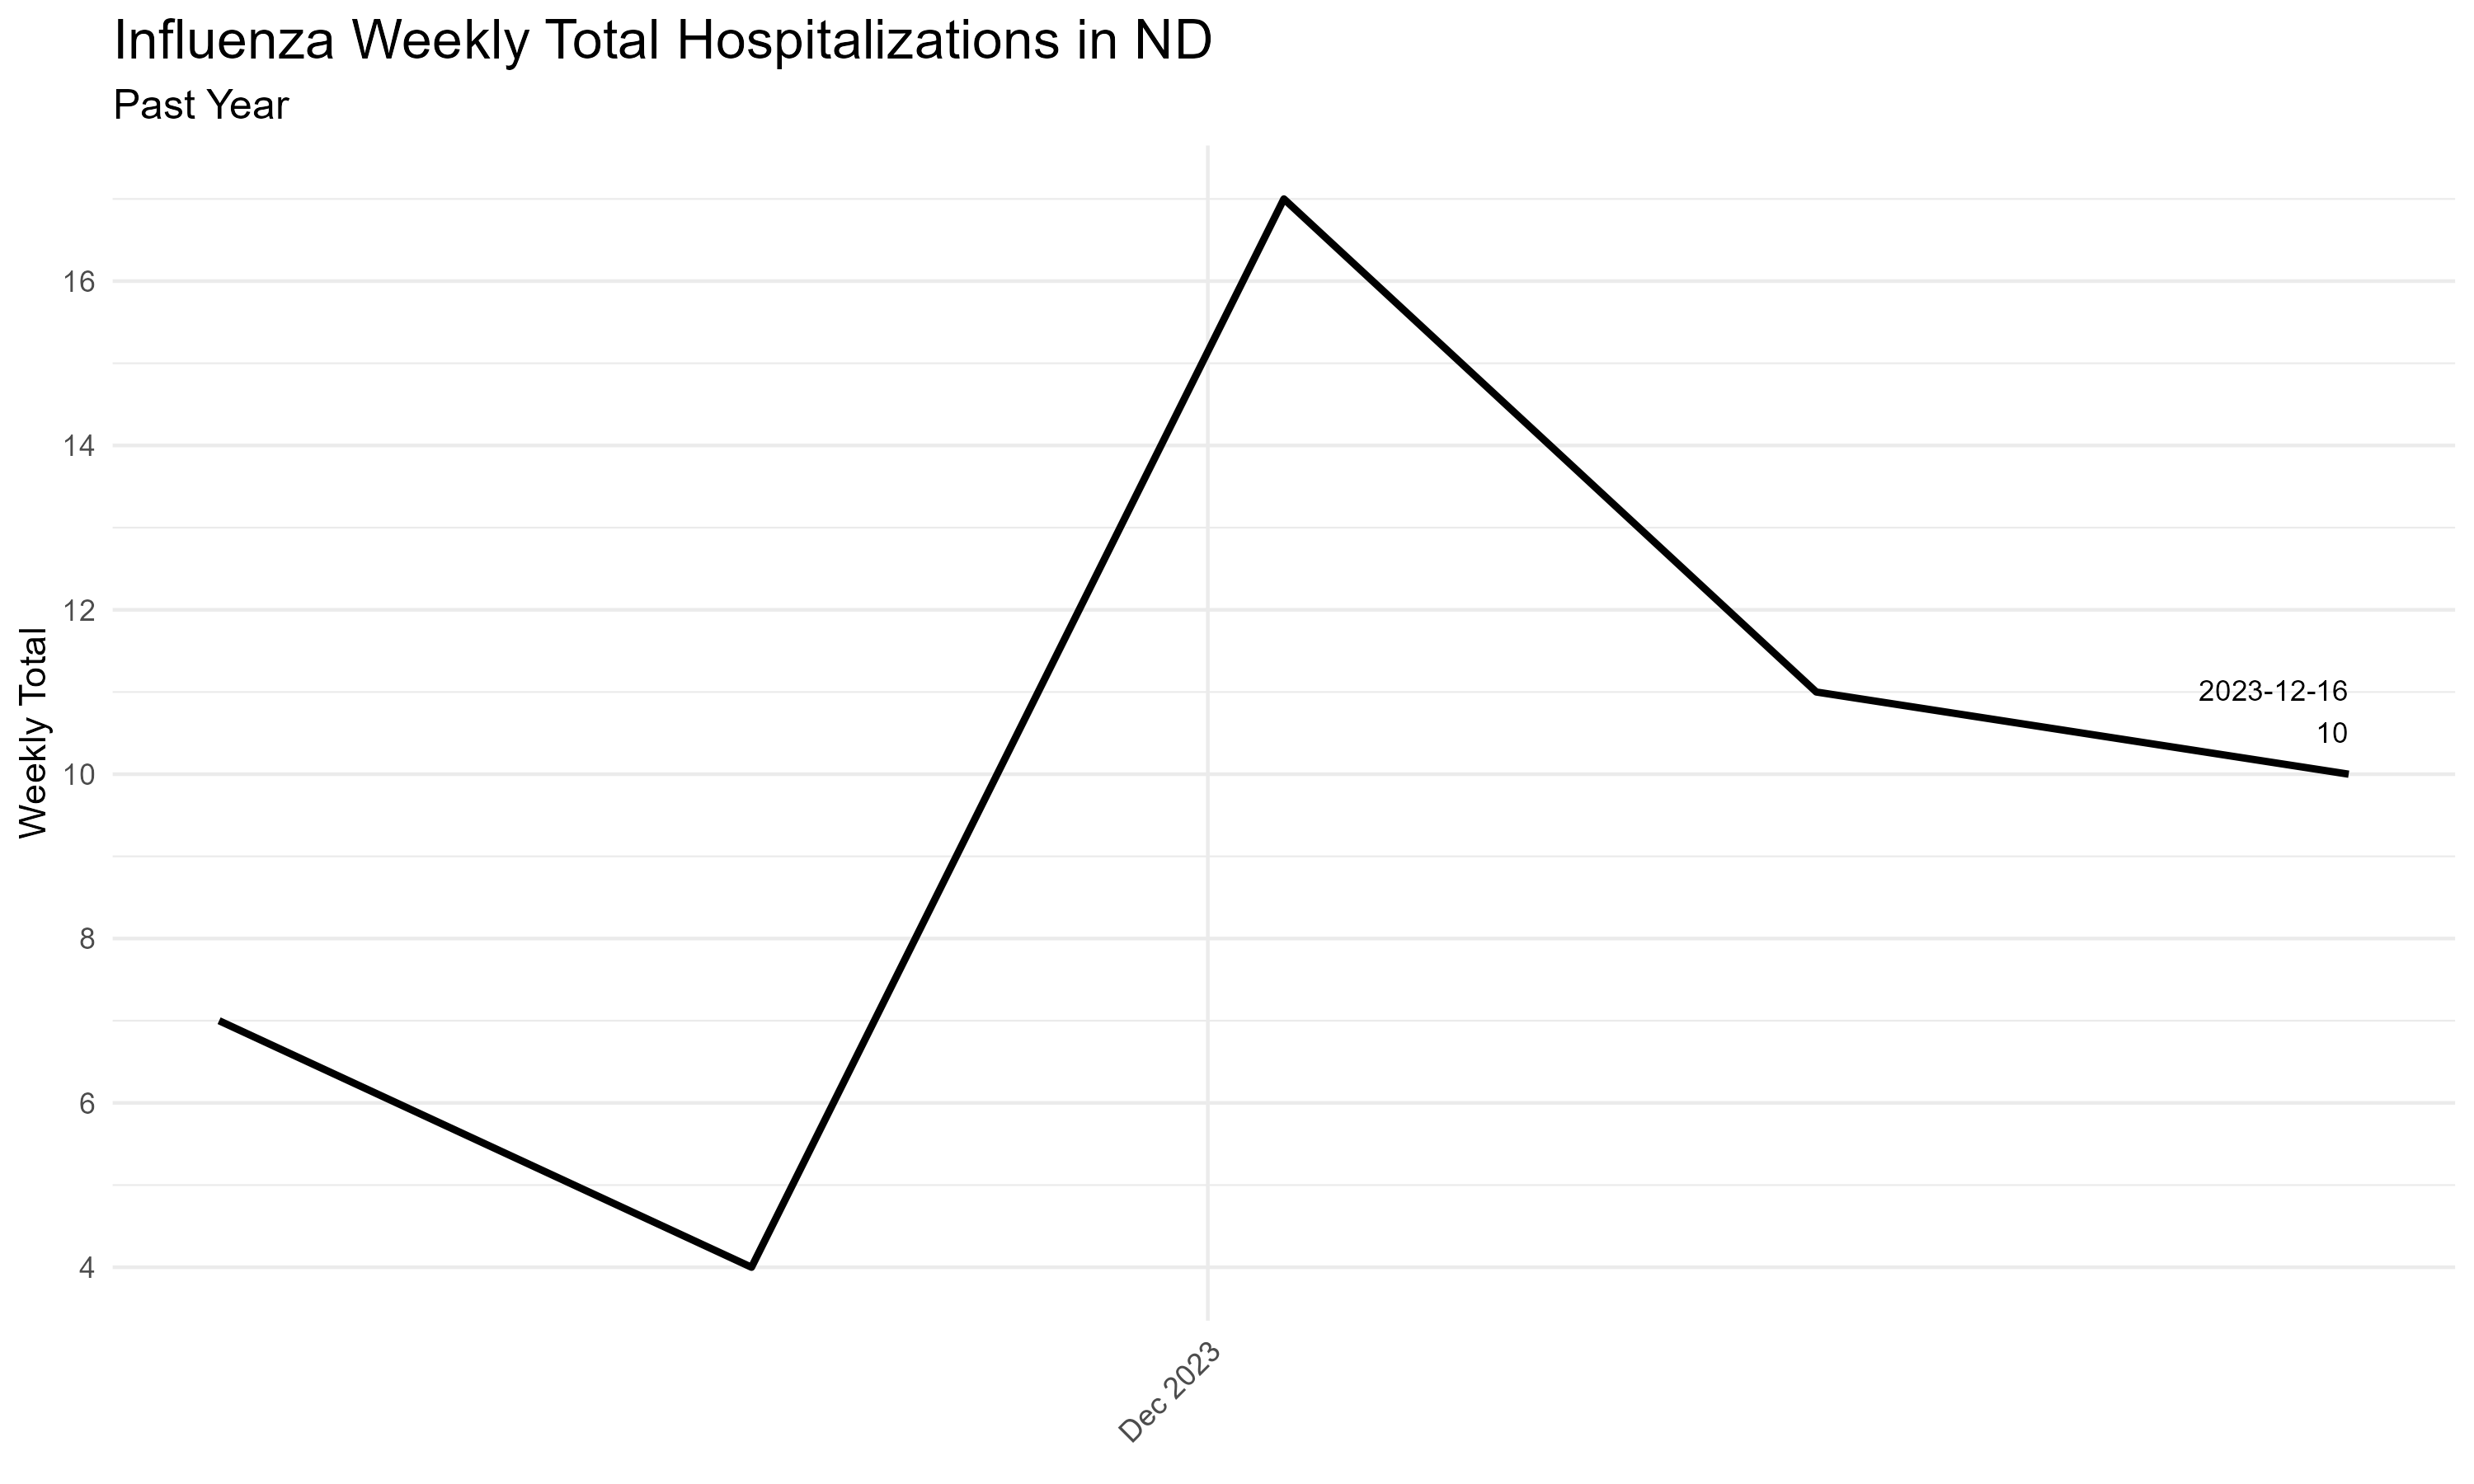 Influenza Weekly Total Hospitalizations in ND
Past Year
Weekly Total
16
14
12
10
8
6
4
2023-12-16
10
Dec 2023